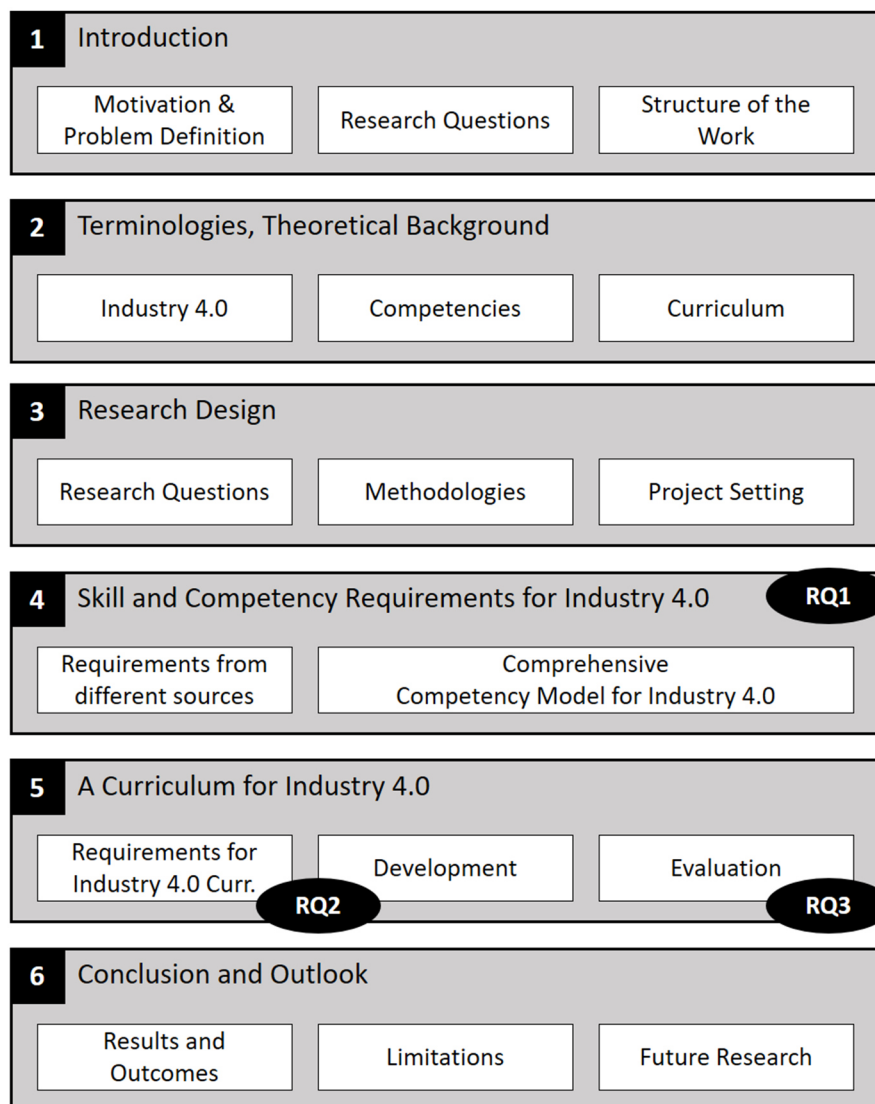 1 Introduction
Motivation &
Problem Definition
Research Questions
Structure of the
Work
2 Terminologies, Theoretical Background
Industry 4.0
Competencies
Curriculum
3 Research Design
Research Questions
Methodologies
Project Setting
4 Skill and Competency Requirements for Industry 4.0
RQ1
Requirements from
different sources
Comprehensive
Competency Model for Industry 4.0
5 A Curriculum for Industry 4.0
Requirements for
Industry 4.0 Curr.
RQ2
Development
Evaluation
RQ3
6 Conclusion and Outlook
Results and
Outcomes
Limitations
Future Research